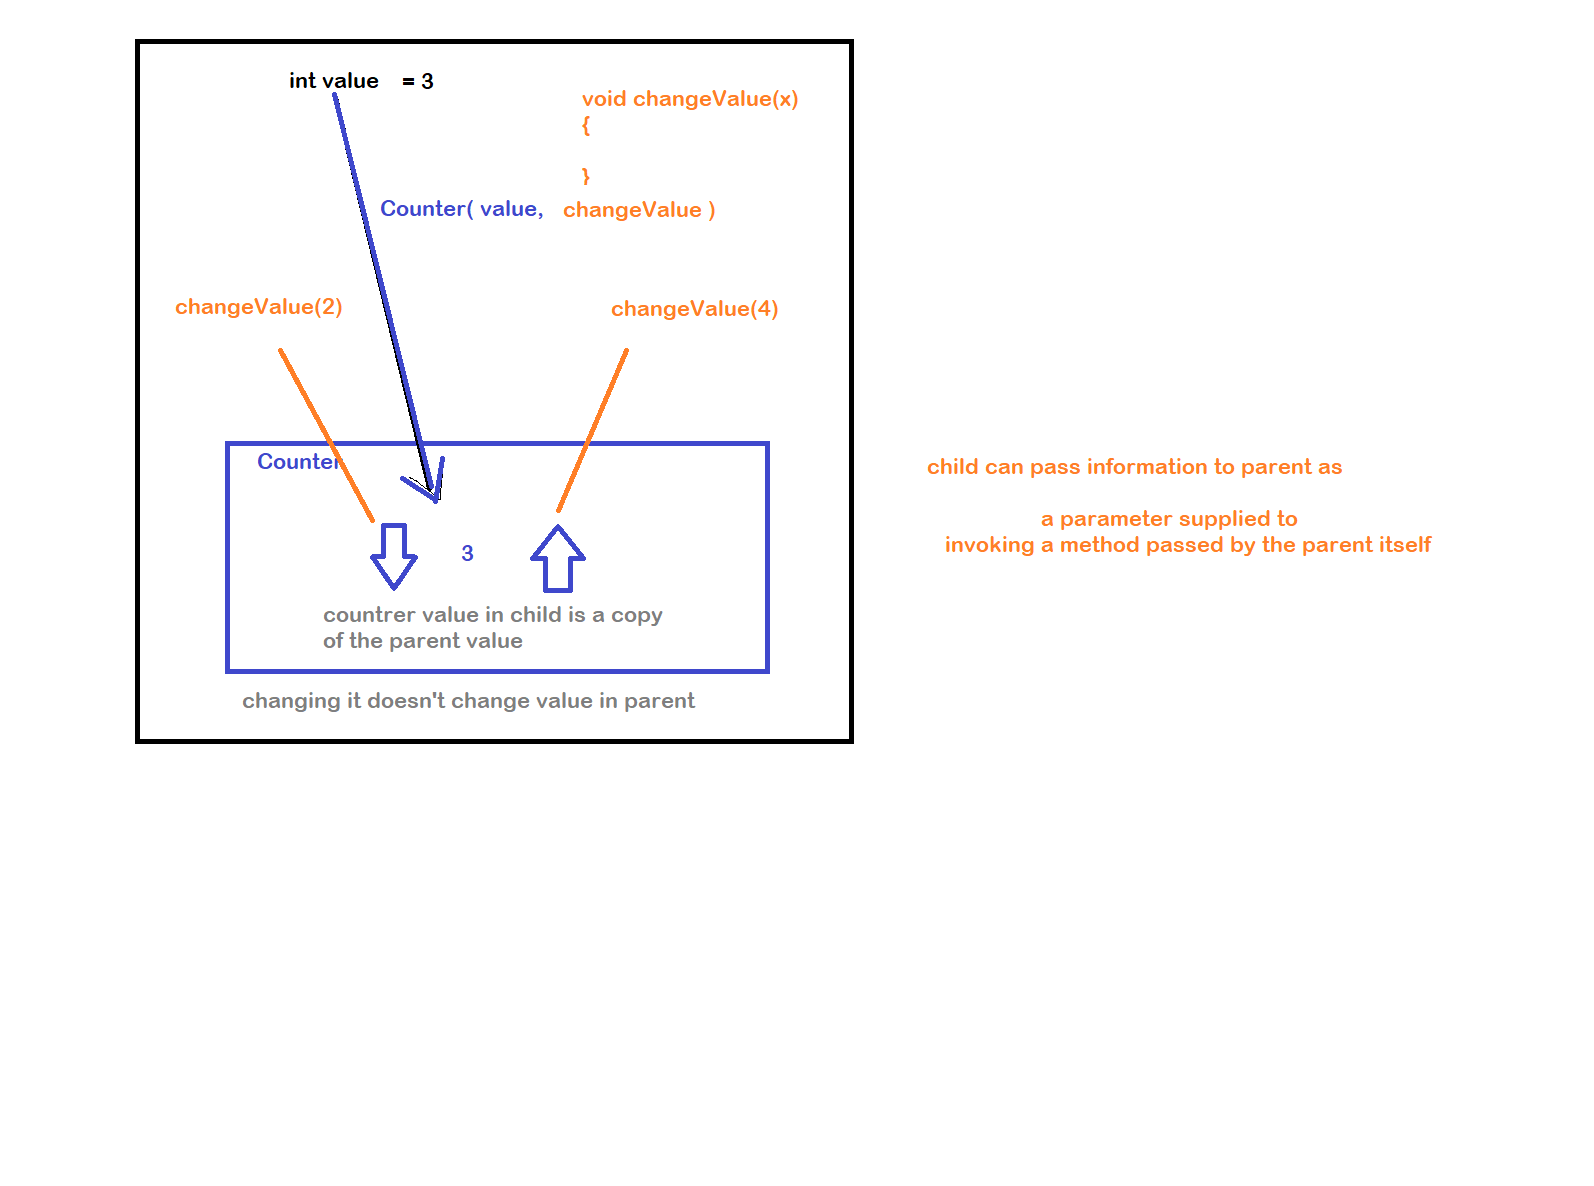 int value = 3
void changeValue(x)
{
}
Counter( value, changeValue )
changeValue(2)
changeValue(4)
Counter
3
countrer value in child is a copy
of the parent value
changing it doesn't change value in parent
child can pass information to parent as
a parameter supplied to
invoking a method passed by the parent itself